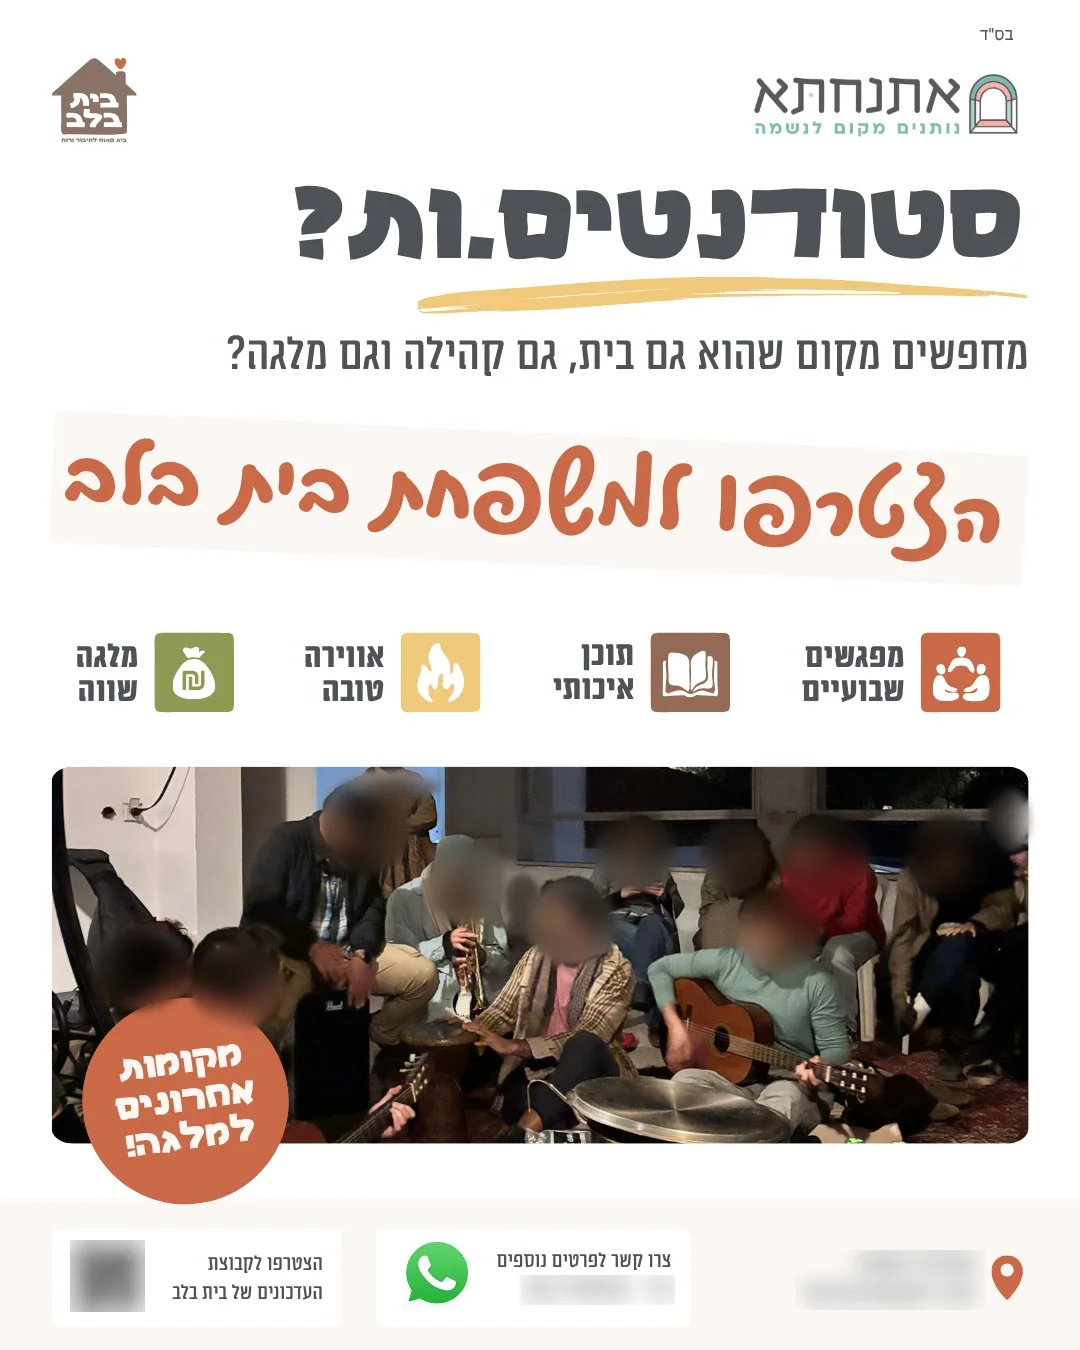 בס"ד
אתנחתא
נותנים מקום לנשמה
בית
בלב
סטודנטים.ות?
מחפשים מקום שהוא גם בית, גם קהילה וגם מלגה?
הצטרפו למשפחת בית בלב
מפגשים
שבועיים
תוכן
איכותי
אווירה
טובה
מלגה
שווה
Pearl
מקומות
אחרונים
למלגה!
צרו קשר לפרטים נוספים
הצטרפו לקבוצת
העדכונים של בית בלב